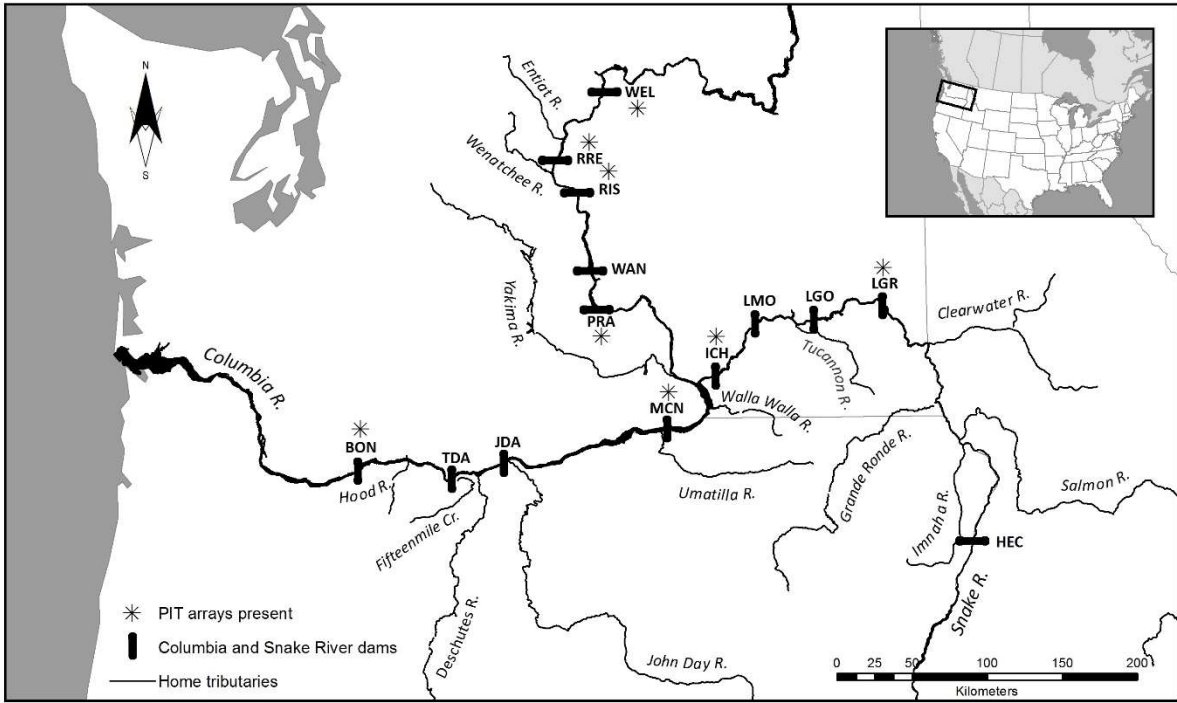 N
S
Entiat R.
WEL
Wenatchee R.
RRE
RIS
Yakima R.
WAN
PRA
LMO
LGO
LGR
Clearwater R.
ICH
Tucannon R.
Columbia R.
MCN
Walla Walla R.
BON
TDA
JDA
Hood R.
Fifteenmile Cr.
Umatilla R.
Grande Ronde R.
Salmon R.
Imnaha R.
HEC
Snake R.
Deschutes R.
John Day R.
PIT arrays present
Columbia and Snake River dams
Home tributaries
0 25 50 100 150 200
Kilometers